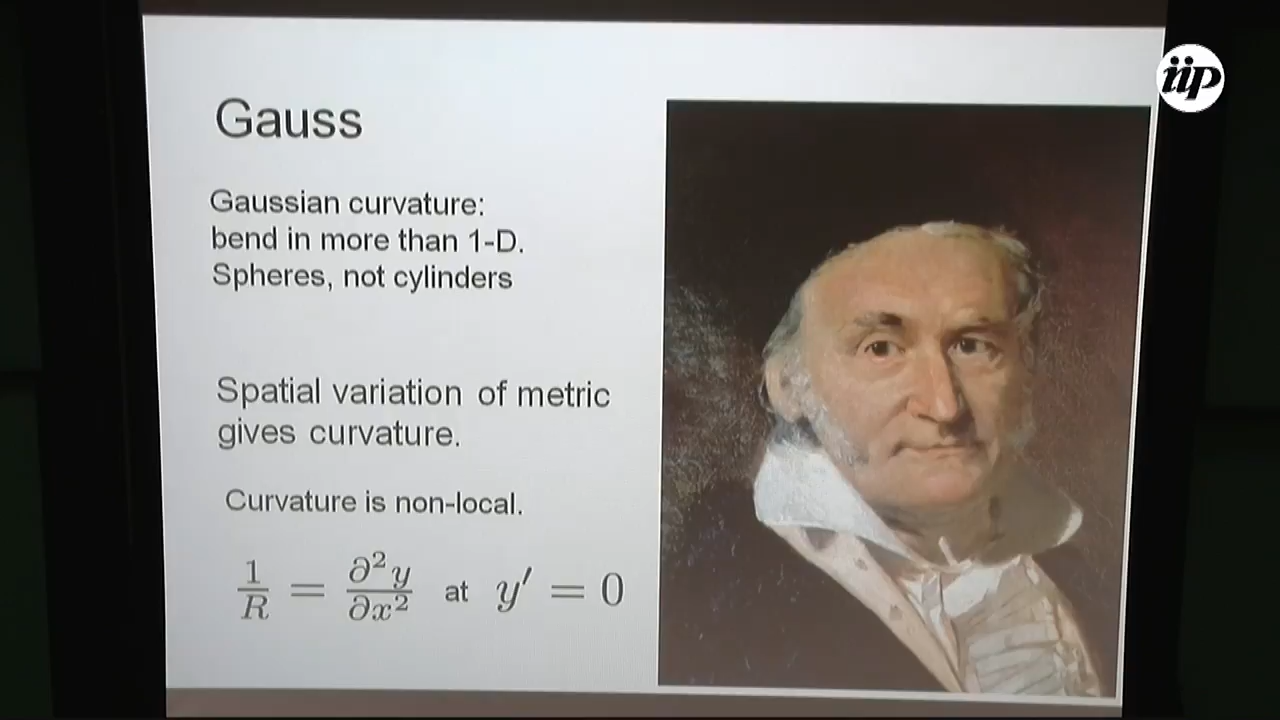 iip
Gauss
Gaussian curvature:
bend in more than 1-D.
Spheres, not cylinders
Spatial variation of metric
gives curvature.
Curvature is non-local.
1/R = ∂²y/∂x² at y′ = 0